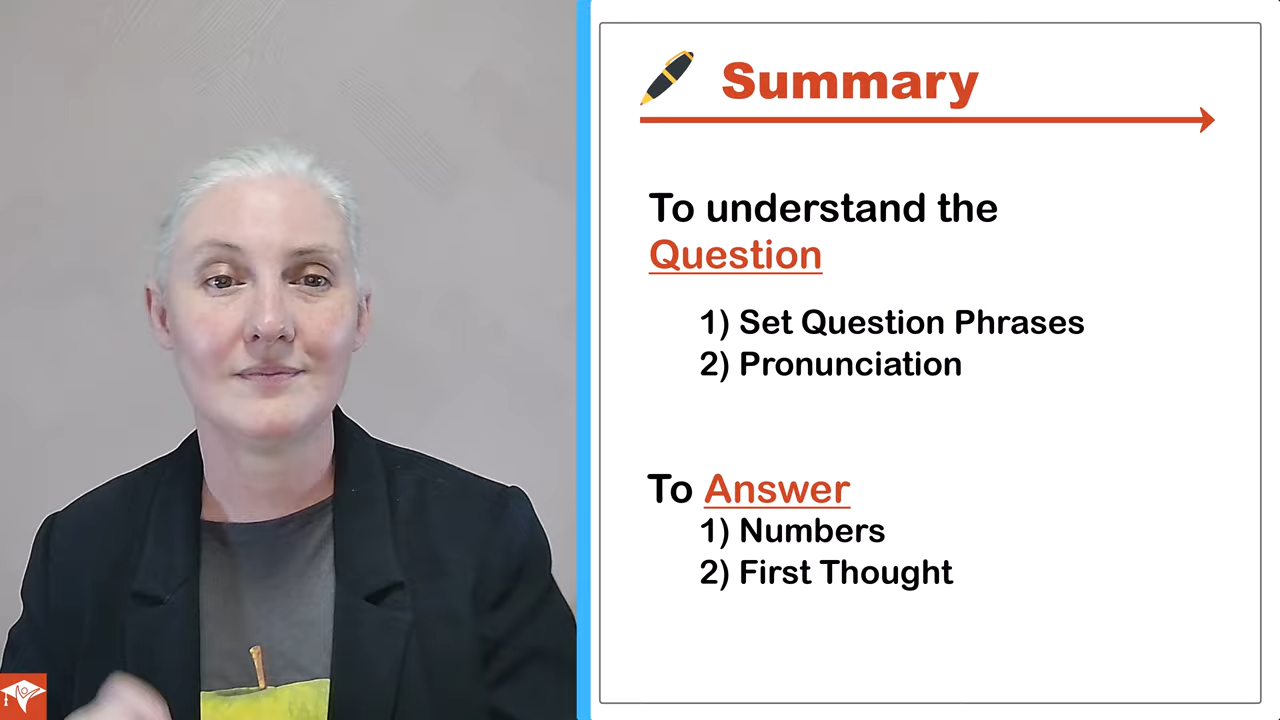 Summary
To understand the
Question
1) Set Question Phrases
2) Pronunciation
To Answer
1) Numbers
2) First Thought